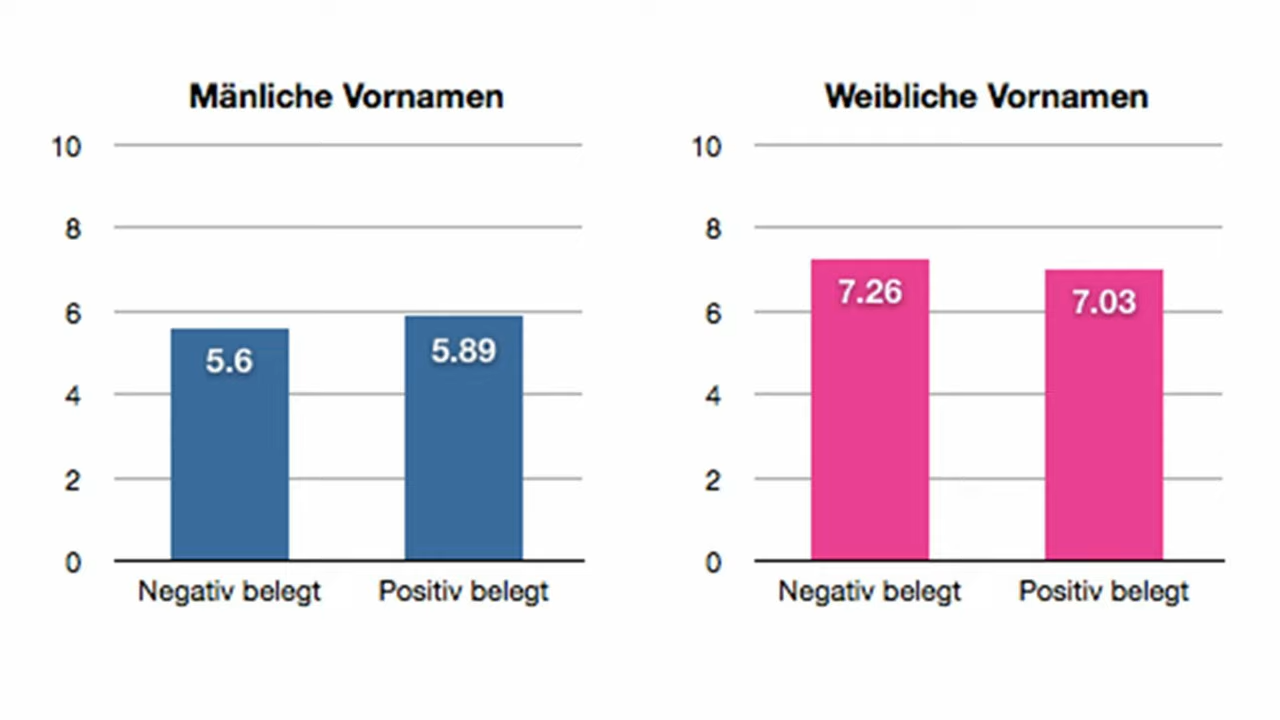 Mänliche Vornamen
10
8
6
4
2
0
5.6
5.89
Negativ belegt
Positiv belegt
Weibliche Vornamen
10
8
6
4
2
0
7.26
7.03
Negativ belegt
Positiv belegt